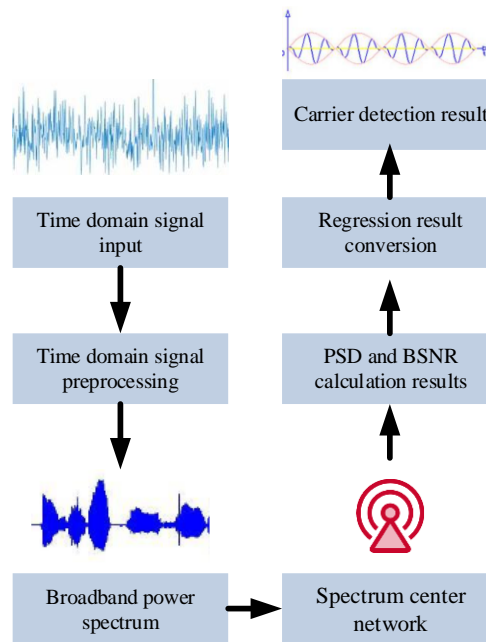 Time domain signal
input
Time domain signal
preprocessing
Broadband power
spectrum
Spectrum center
network
PSD and BSNR
calculation results
Regression result
conversion
Carrier detection result